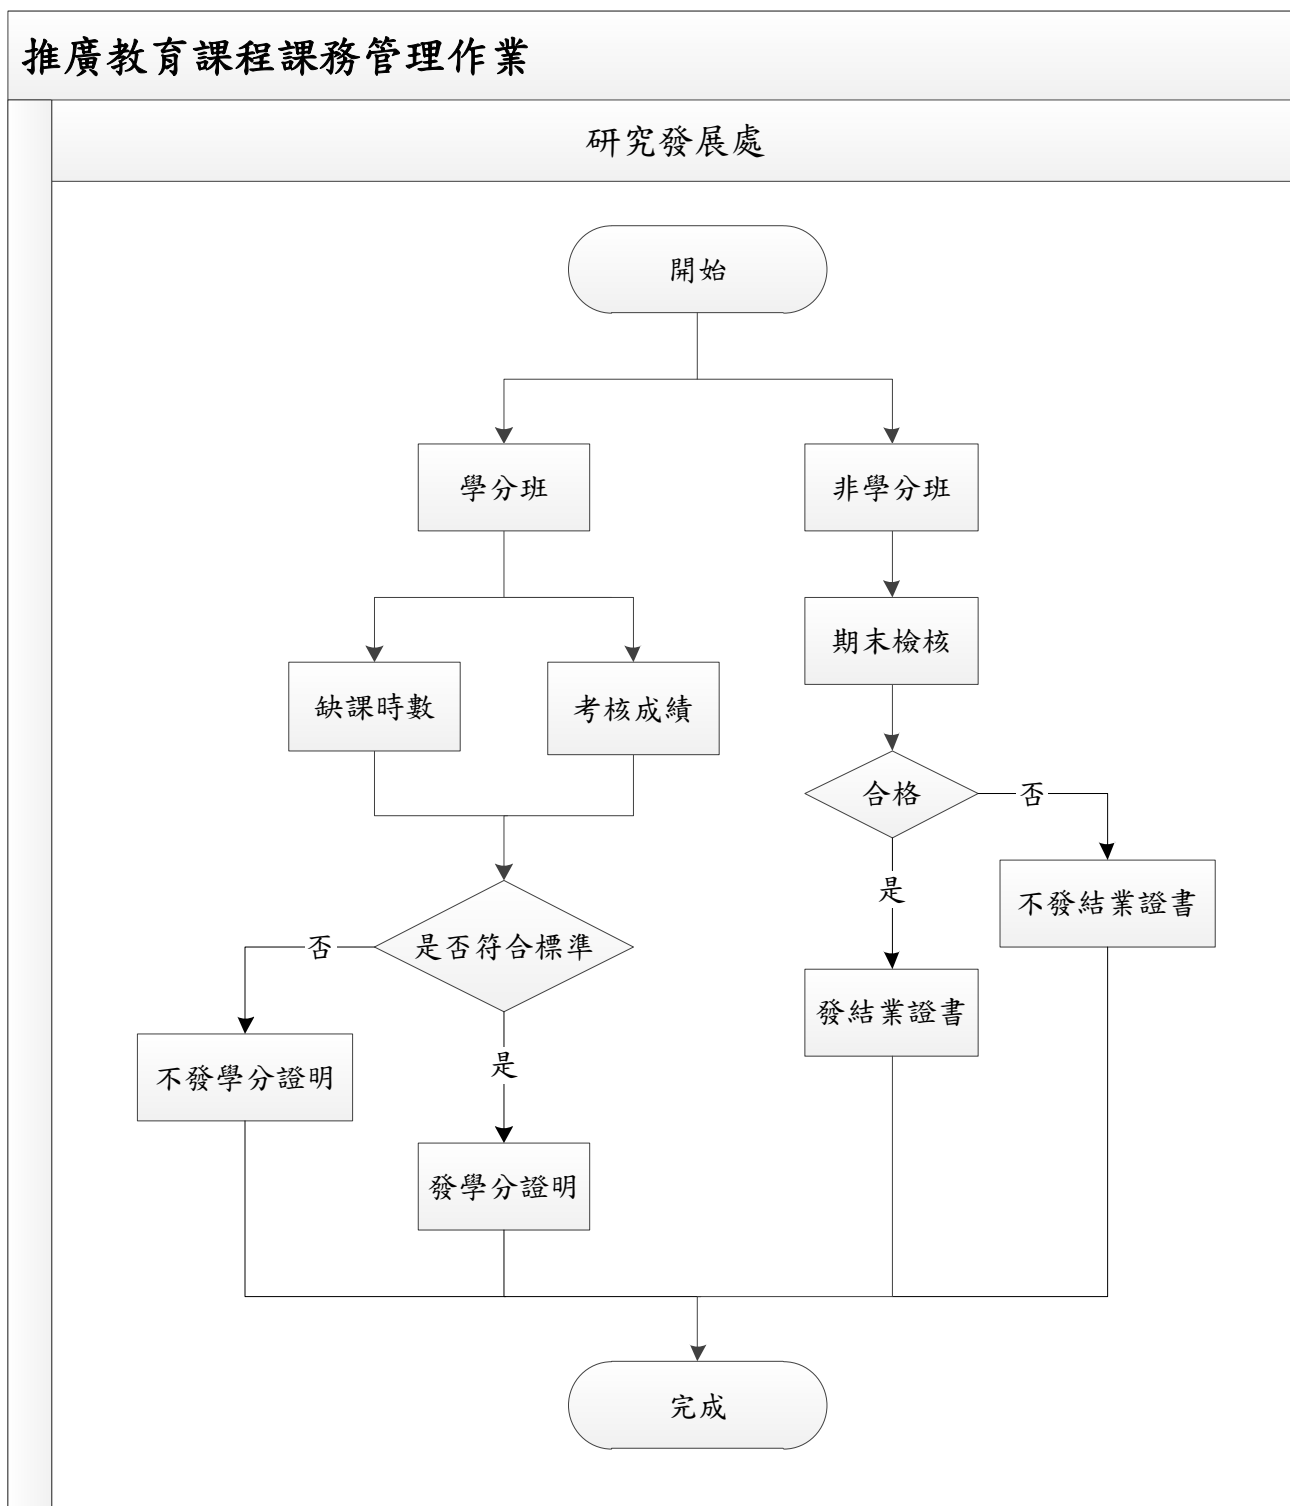 推廣教育課程課務管理作業
研究發展處
開始
學分班
非學分班
期末檢核
缺課時數
考核成績
合格
否
是
不發結業證書
否
是否符合標準
發結業證書
是
不發學分證明
發學分證明
完成